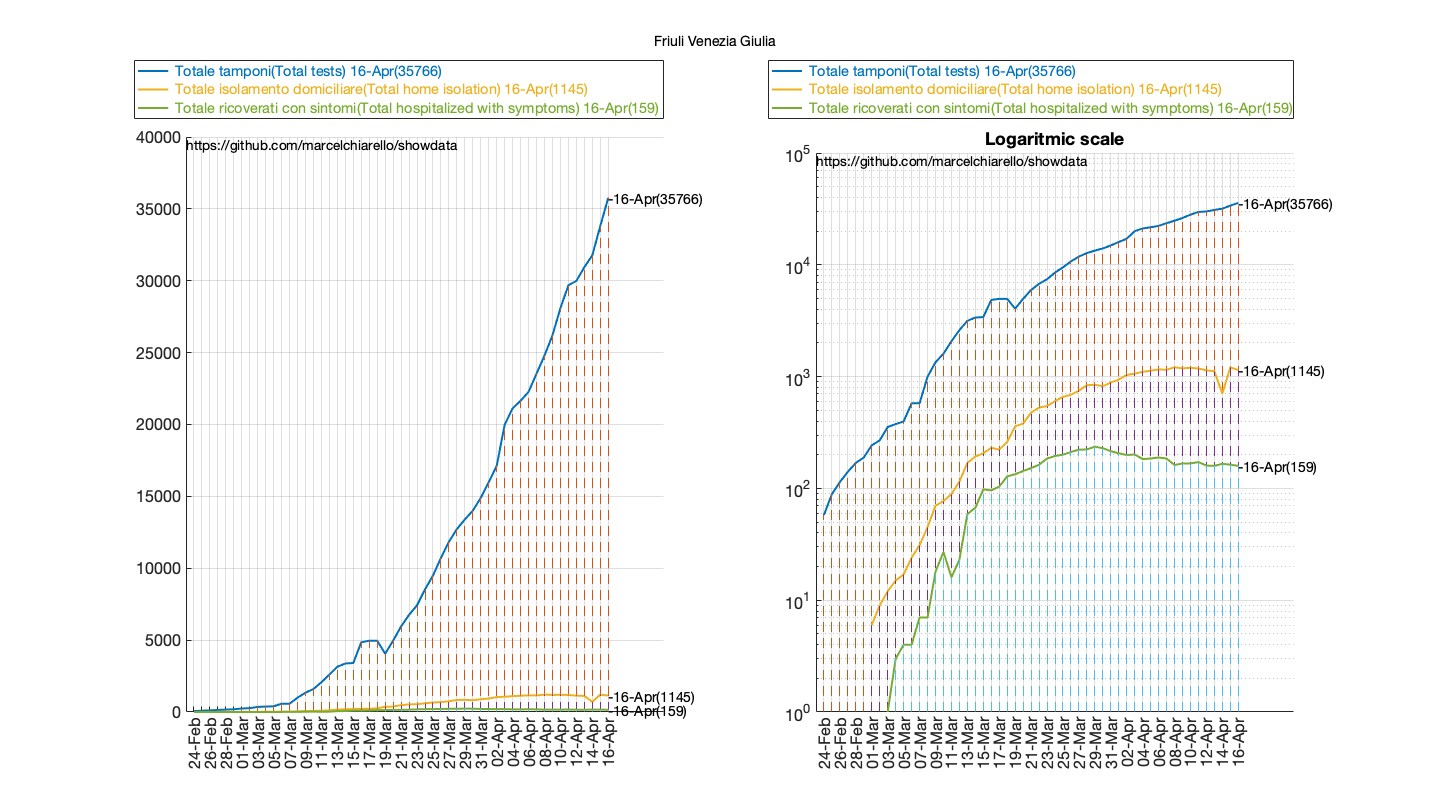 Friuli Venezia Giulia
Totale tamponi(Total tests) 16-Apr(35766)
Totale isolamento domiciliare(Total home isolation) 16-Apr(1145)
Totale ricoverati con sintomi(Total hospitalized with symptoms) 16-Apr(159)
https://github.com/marcelchiarello/showdata
40000
35000
30000
25000
20000
15000
10000
5000
0
16-Apr(35766)
16-Apr(1145)
16-Apr(159)
24-Feb
26-Feb
28-Feb
01-Mar
03-Mar
05-Mar
07-Mar
09-Mar
11-Mar
13-Mar
15-Mar
17-Mar
19-Mar
21-Mar
23-Mar
25-Mar
27-Mar
29-Mar
31-Mar
02-Apr
04-Apr
06-Apr
08-Apr
10-Apr
12-Apr
14-Apr
16-Apr
Totale tamponi(Total tests) 16-Apr(35766)
Totale isolamento domiciliare(Total home isolation) 16-Apr(1145)
Totale ricoverati con sintomi(Total hospitalized with symptoms) 16-Apr(159)
Logaritmic scale
https://github.com/marcelchiarello/showdata
10^5
10^4
10^3
10^2
10^1
10^0
16-Apr(35766)
16-Apr(1145)
16-Apr(159)
24-Feb
26-Feb
28-Feb
01-Mar
03-Mar
05-Mar
07-Mar
09-Mar
11-Mar
13-Mar
15-Mar
17-Mar
19-Mar
21-Mar
23-Mar
25-Mar
27-Mar
29-Mar
31-Mar
02-Apr
04-Apr
06-Apr
08-Apr
10-Apr
12-Apr
14-Apr
16-Apr